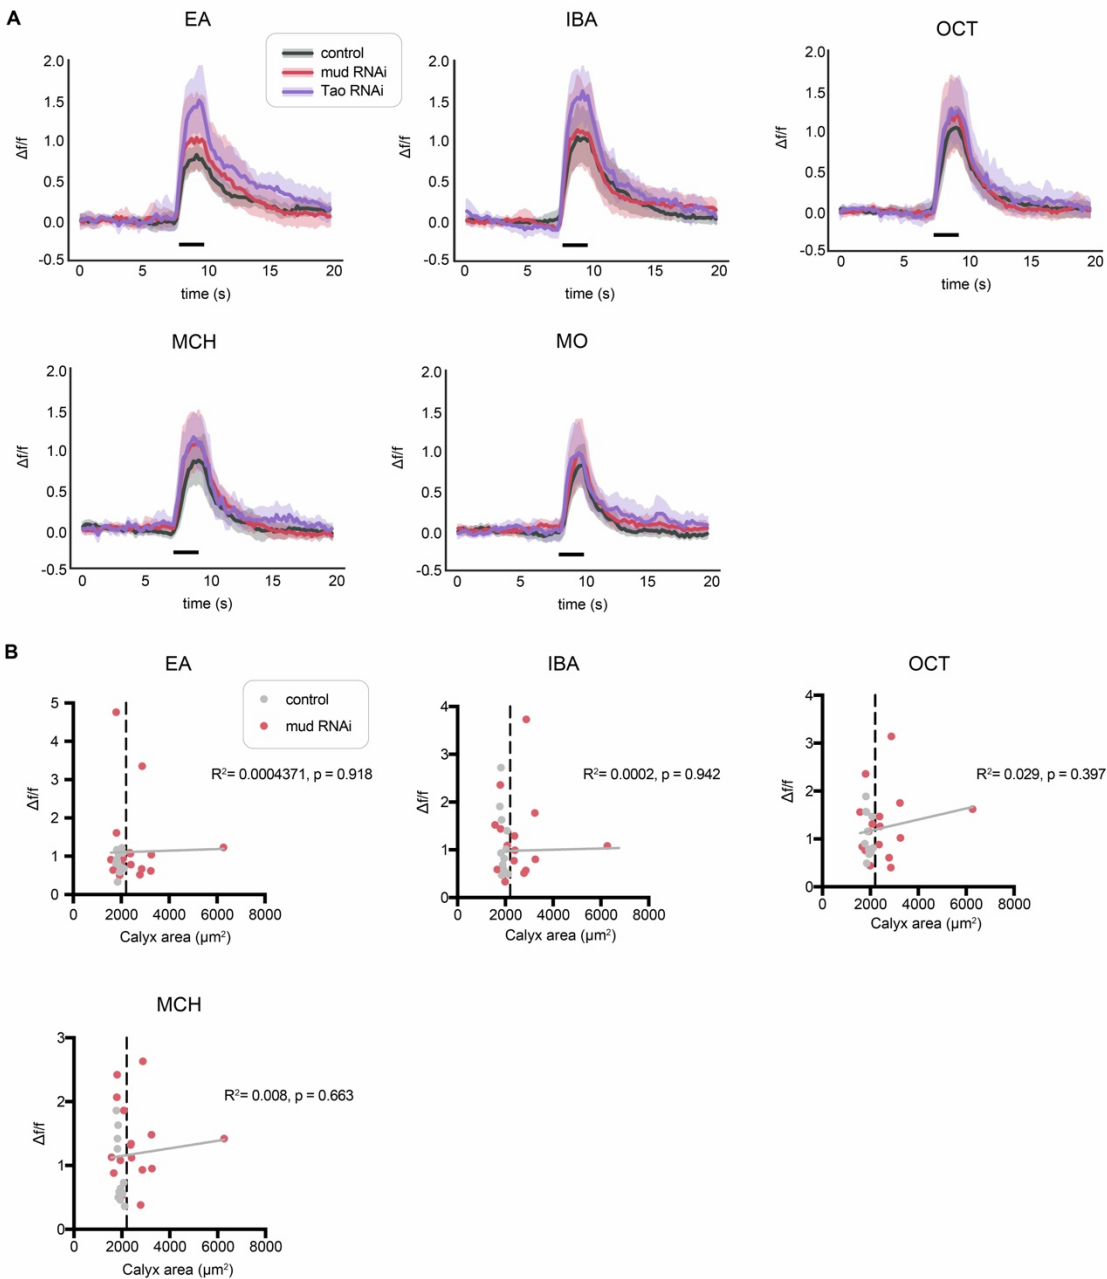 A
EA
IBA
OCT
control
mud RNAi
Tao RNAi
2.0
1.5
1.0
0.5
0.0
-0.5
Δf/f
0 5 10 15 20
time (s)
2.0
1.5
1.0
0.5
0.0
-0.5
Δf/f
0 5 10 15 20
time (s)
2.0
1.5
1.0
0.5
0.0
-0.5
Δf/f
0 5 10 15 20
time (s)
MCH
MO
2.0
1.5
1.0
0.5
0.0
-0.5
Δf/f
0 5 10 15 20
time (s)
2.0
1.5
1.0
0.5
0.0
-0.5
Δf/f
0 5 10 15 20
time (s)
B
EA
IBA
OCT
control
mud RNAi
5
4
3
2
1
0
Δf/f
R²= 0.0004371, p = 0.918
0 2000 4000 6000 8000
Calyx area (µm²)
4
3
2
1
0
Δf/f
R²= 0.0002, p = 0.942
0 2000 4000 6000 8000
Calyx area (µm²)
4
3
2
1
0
Δf/f
R²= 0.029, p = 0.397
0 2000 4000 6000 8000
Calyx area (µm²)
MCH
3
2
1
0
Δf/f
R²= 0.008, p = 0.663
0 2000 4000 6000 8000
Calyx area (µm²)